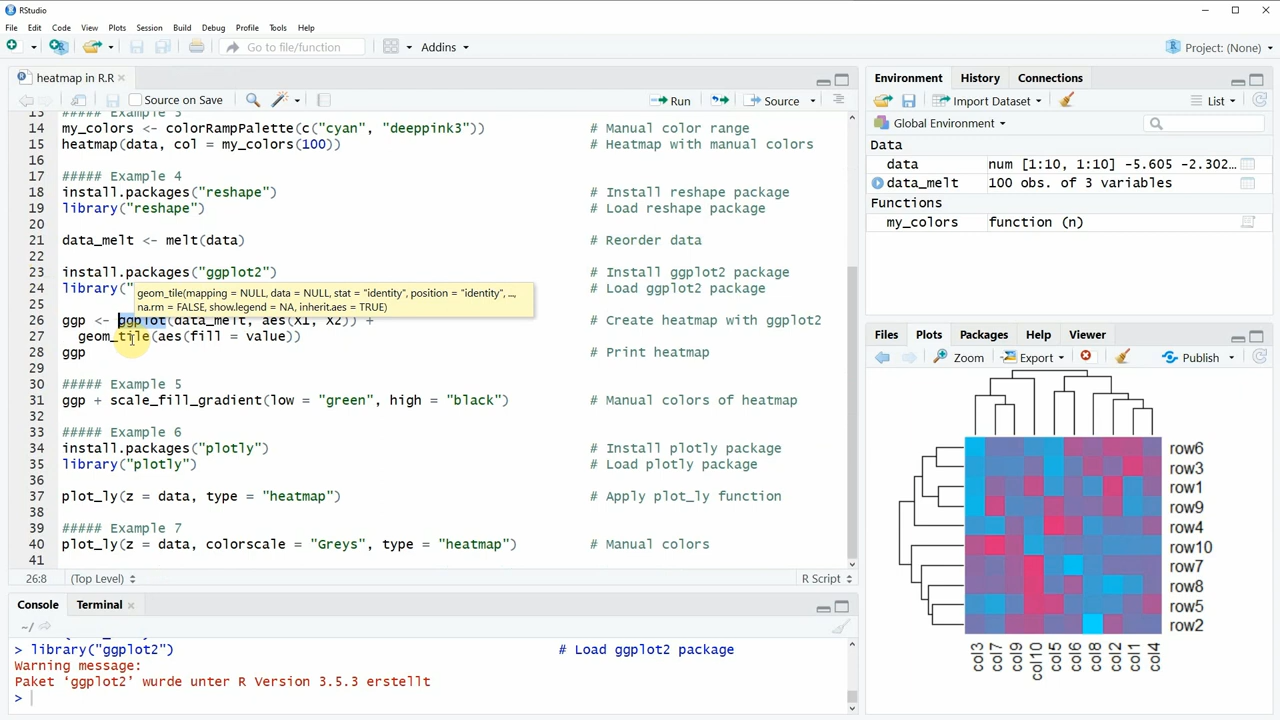 RStudio
File Edit Code View Plots Session Build Debug Profile Tools Help
Go to file/function Addins Project: (None)
heatmap in R.R
Source on Save Run Source
13 ##### Example 3
14 my_colors <- colorRampPalette(c("cyan", "deeppink3")) # Manual color range
15 heatmap(data, col = my_colors(100)) # Heatmap with manual colors
16
17 ##### Example 4
18 install.packages("reshape") # Install reshape package
19 library("reshape") # Load reshape package
20
21 data_melt <- melt(data) # Reorder data
22
23 install.packages("ggplot2") # Install ggplot2 package
24 library(" # Load ggplot2 package
geom_tile(mapping = NULL, data = NULL, stat = "identity", position = "identity", ...,
na.rm = FALSE, show.legend = NA, inherit.aes = TRUE)
25
26 ggp <- ggplot(data_melt, aes(X1, X2)) + # Create heatmap with ggplot2
27 geom_tile(aes(fill = value))
28 ggp # Print heatmap
29
30 ##### Example 5
31 ggp + scale_fill_gradient(low = "green", high = "black") # Manual colors of heatmap
32
33 ##### Example 6
34 install.packages("plotly") # Install plotly package
35 library("plotly") # Load plotly package
36
37 plot_ly(z = data, type = "heatmap") # Apply plot_ly function
38
39 ##### Example 7
40 plot_ly(z = data, colorscale = "Greys", type = "heatmap") # Manual colors
41
26:8 (Top Level) R Script
Console Terminal
~/
> library("ggplot2") # Load ggplot2 package
Warning message:
Paket ‘ggplot2’ wurde unter R Version 3.5.3 erstellt
>
Environment History Connections
Import Dataset List
Global Environment
Data
data num [1:10, 1:10] -5.605 -2.302…
data_melt 100 obs. of 3 variables
Functions
my_colors function (n)
Files Plots Packages Help Viewer
Zoom Export Publish
row6
row3
row1
row9
row4
row10
row7
row8
row5
row2
col3 col7 col9 col10 col5 col6 col8 col2 col1 col4